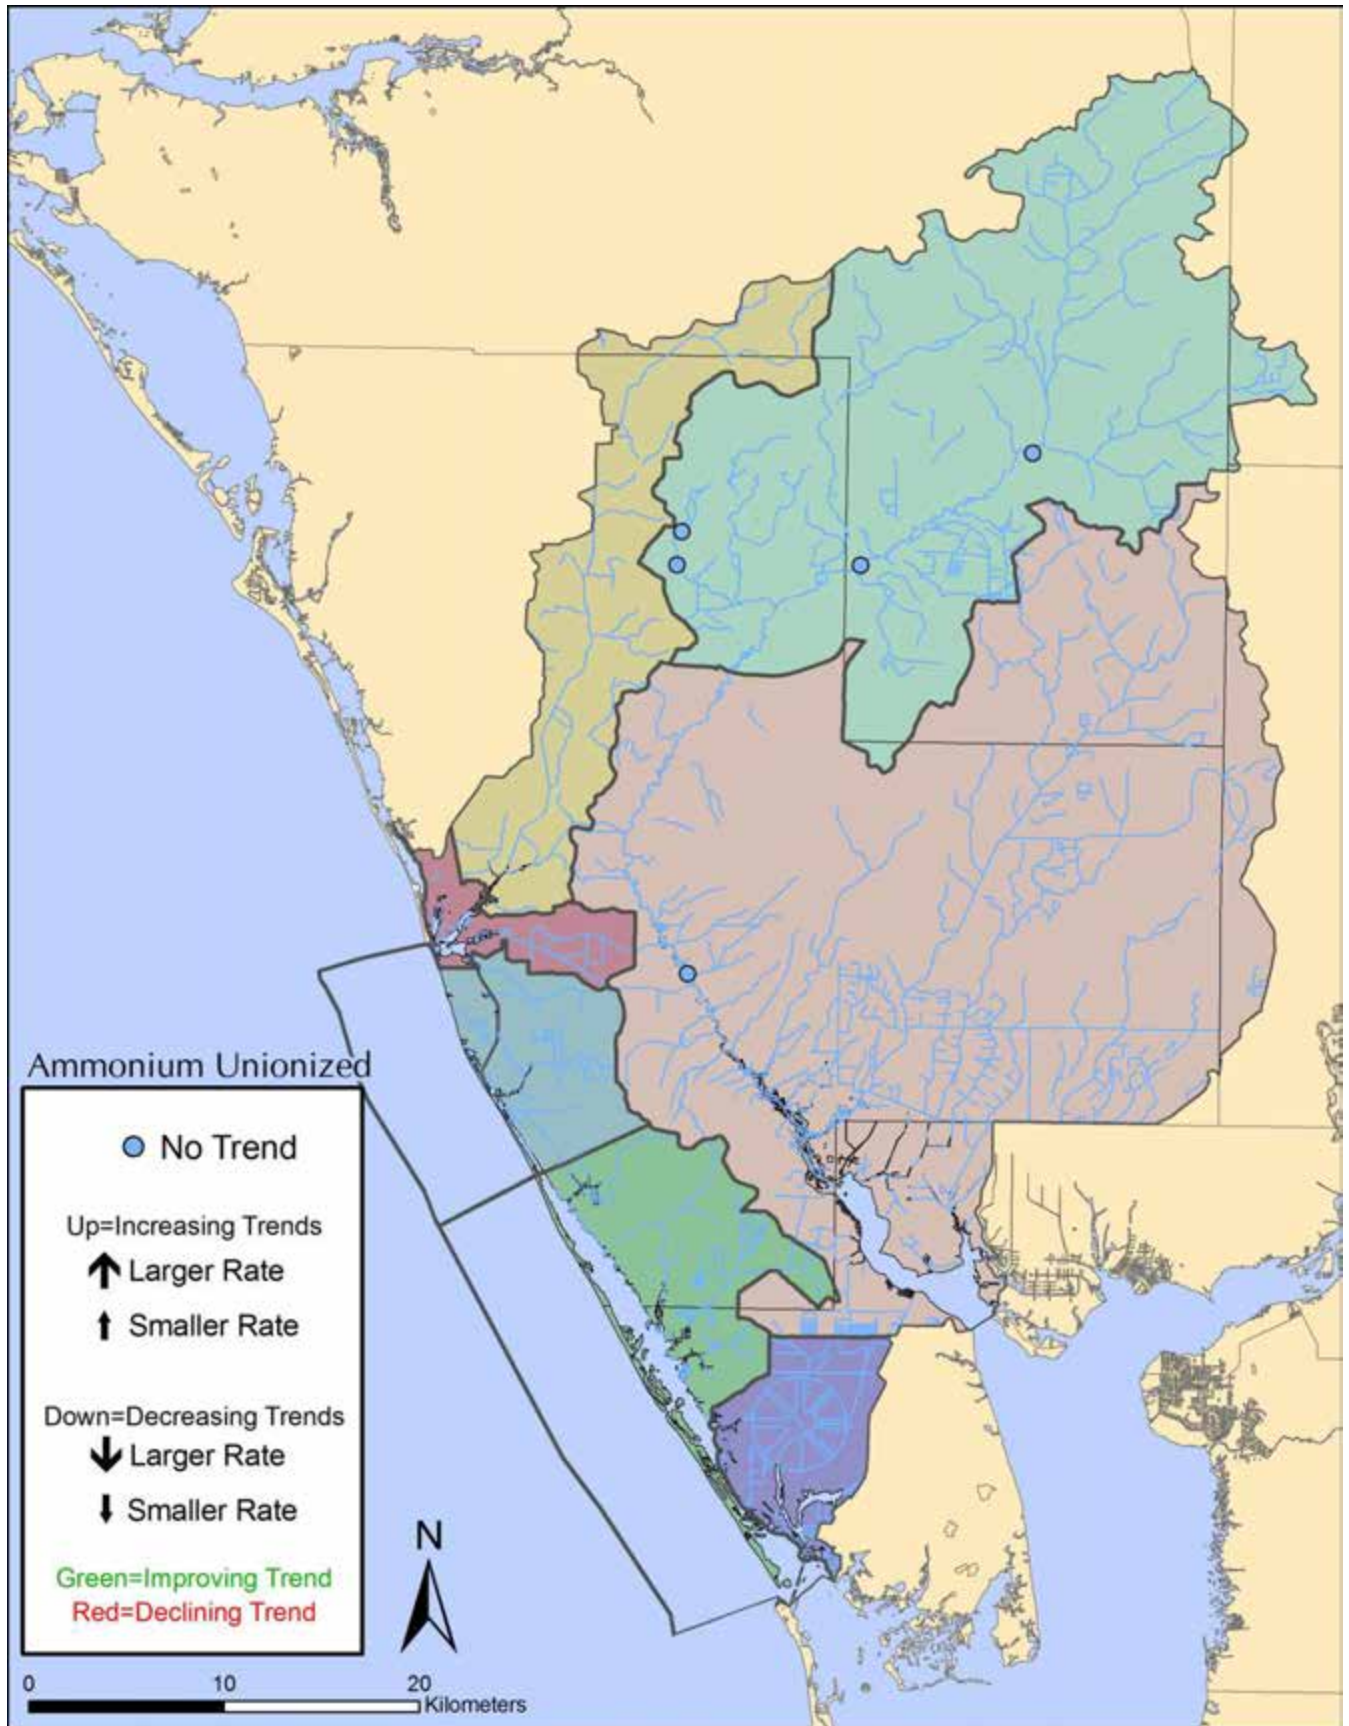 Ammonium Unionized
No Trend
Up=Increasing Trends
Larger Rate
Smaller Rate
Down=Decreasing Trends
Larger Rate
Smaller Rate
Green=Improving Trend
Red=Declining Trend
N
0 10 20
Kilometers